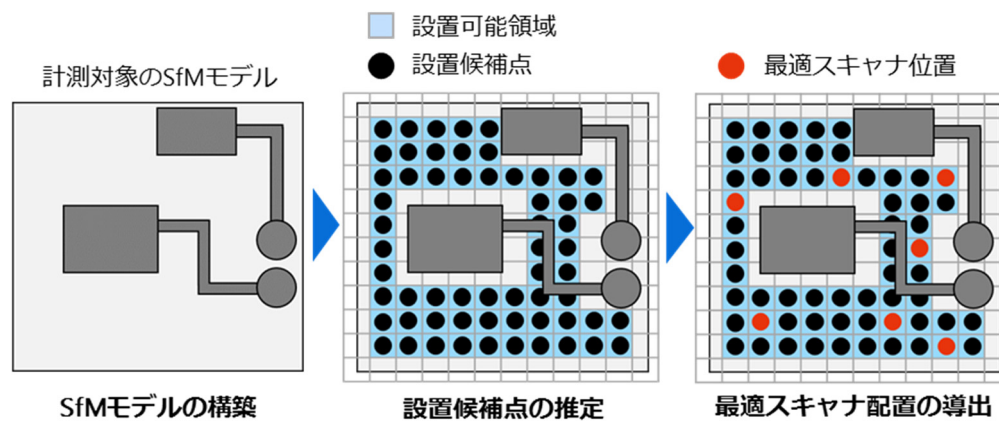 設置可能領域
設置候補点
最適スキャナ位置
計測対象のSfMモデル
SfMモデルの構築
設置候補点の推定
最適スキャナ配置の導出